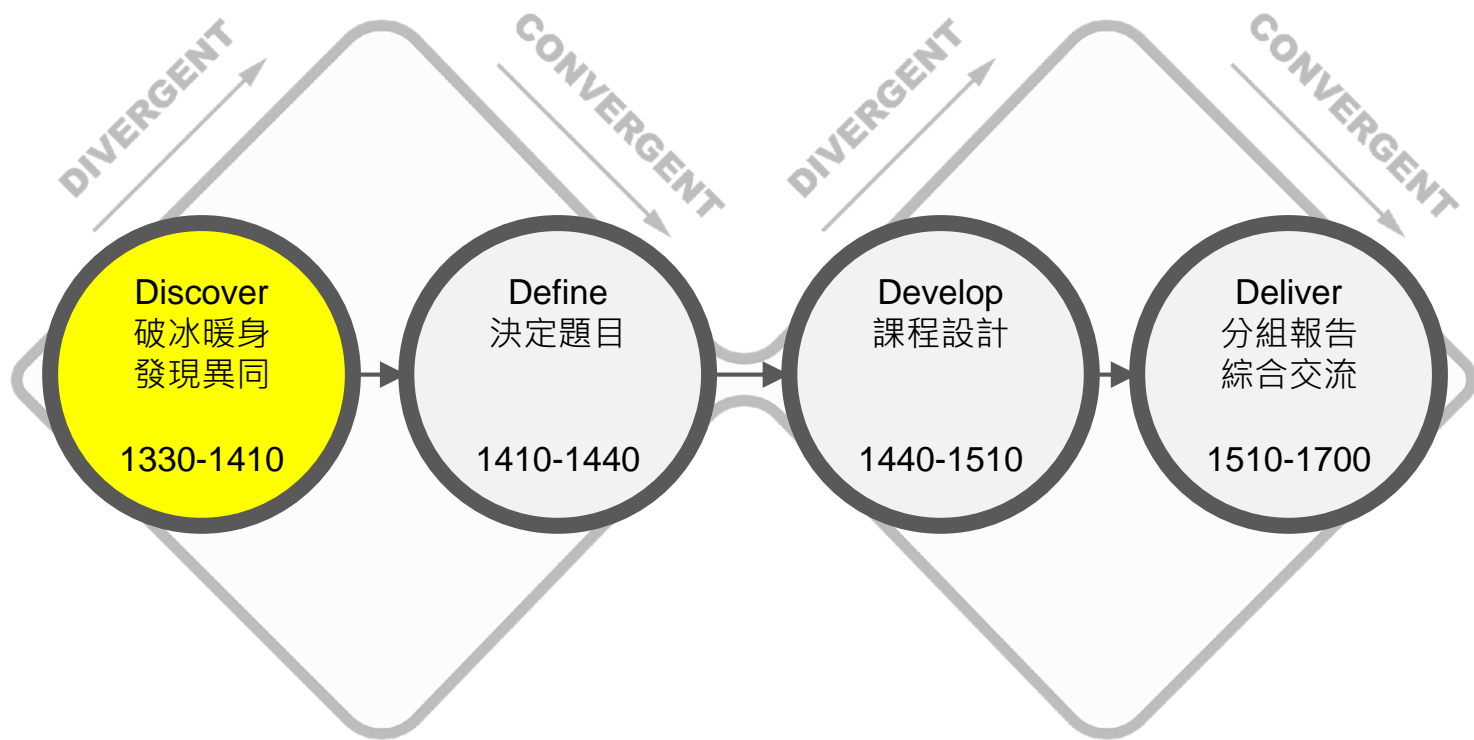 DIVERGENT
CONVERGENT
DIVERGENT
CONVERGENT
Discover
破冰暖身
發現異同
1330-1410
Define
決定題目
1410-1440
Develop
課程設計
1440-1510
Deliver
分組報告
綜合交流
1510-1700